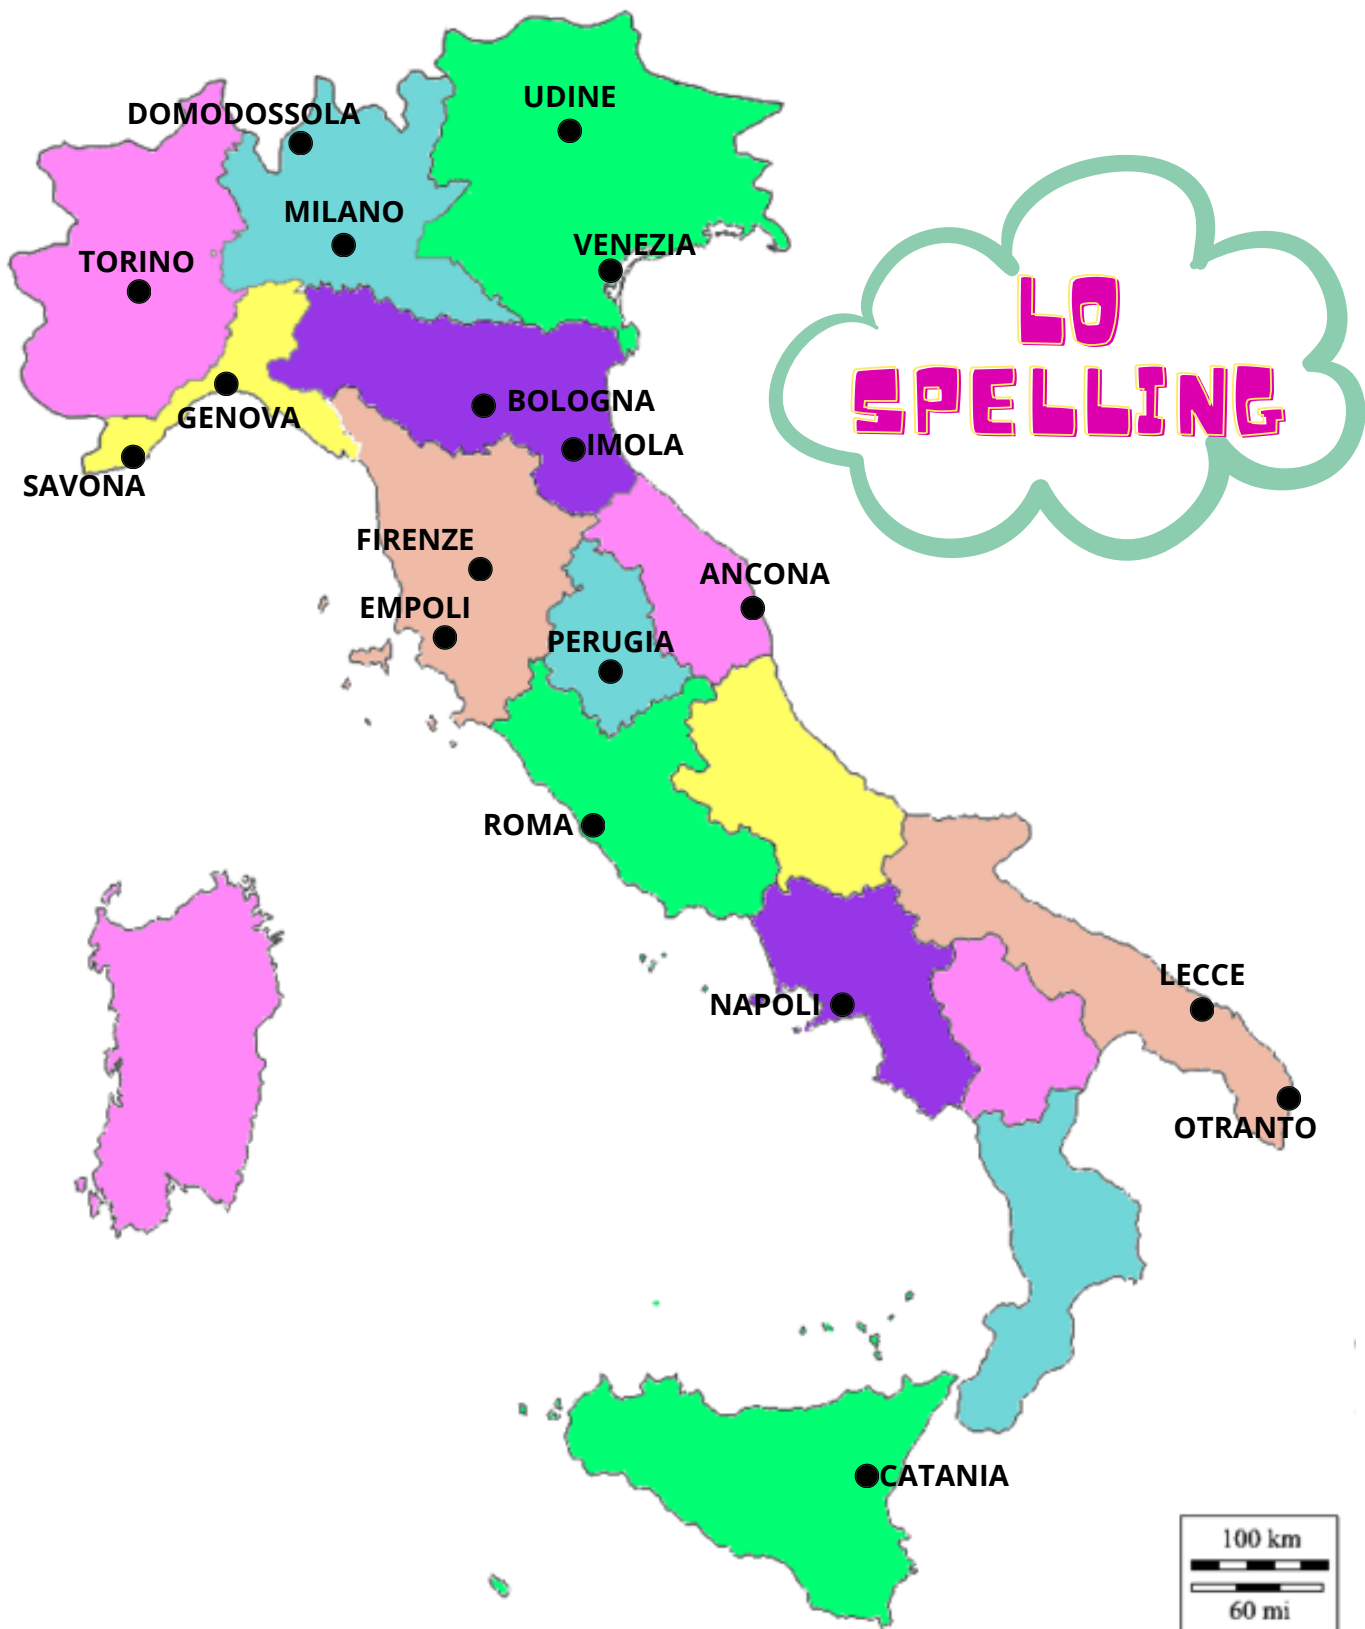 UDINE
DOMODOSSOLA
MILANO
VENEZIA
TORINO
LO
SPELLING
BOLOGNA
GENOVA
IMOLA
SAVONA
FIRENZE
ANCONA
EMPOLI
PERUGIA
ROMA
LECCE
NAPOLI
OTRANTO
CATANIA
100 km
60 mi